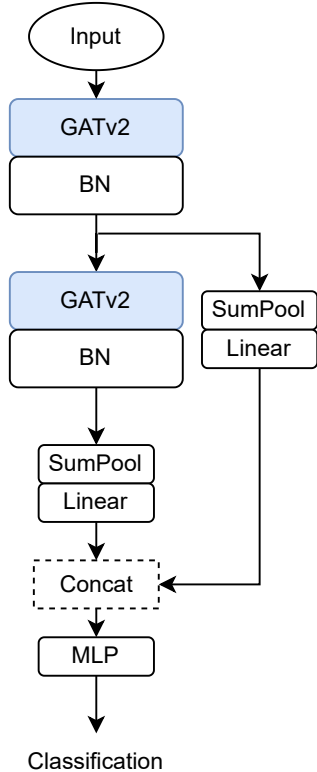 Input
GATv2
BN
GATv2
BN
SumPool
Linear
SumPool
Linear
Concat
MLP
Classification